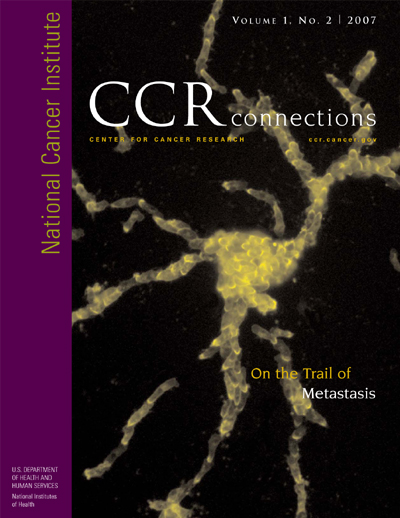 VOLUME 1, NO. 2 | 2007
National Cancer Institute
CCR connections
CENTER FOR CANCER RESEARCH
ccr.cancer.gov
On the Trail of
Metastasis
U.S. DEPARTMENT
OF HEALTH AND
HUMAN SERVICES
National Institutes
of Health